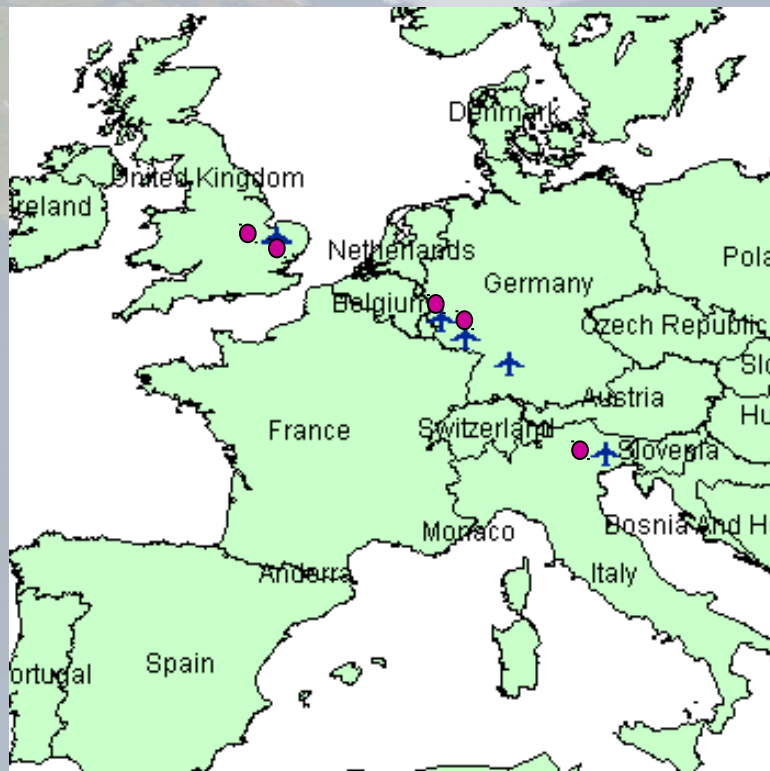 Denmark
United Kingdom
Ireland
Netherlands
Pola
Germany
Belgium
Czech Republic
Slo
Austria
Hu
France
Switzerland
Slovenia
Monaco
Bosnia And H
Andorra
Italy
Spain
ortugal